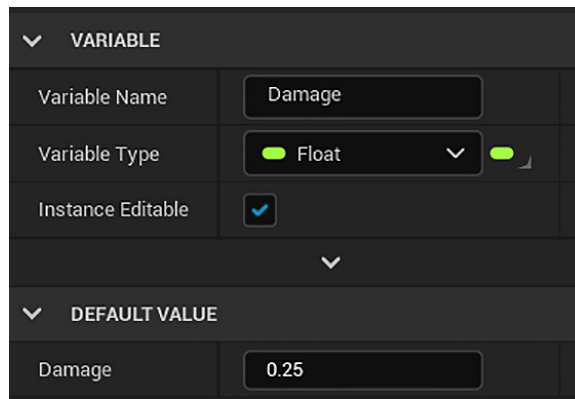 VARIABLE
Variable Name Damage
Variable Type Float
Instance Editable
DEFAULT VALUE
Damage 0.25